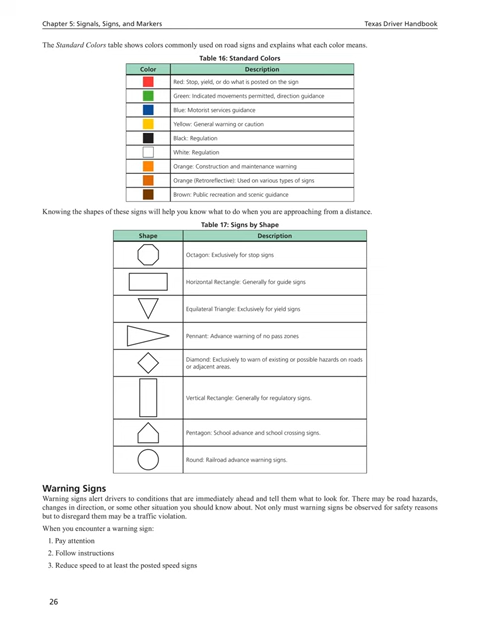 Chapter 5: Signals, Signs, and Markers
Texas Driver Handbook
The Standard Colors table shows colors commonly used on road signs and explains what each color means.
Table 16: Standard Colors
Color Description
Red: Stop, yield, or do what is posted on the sign
Green: Indicated movements permitted, direction guidance
Blue: Motorist services guidance
Yellow: General warning or caution
Black: Regulation
White: Regulation
Orange: Construction and maintenance warning
Orange (Retroreflective): Used on various types of signs
Brown: Public recreation and scenic guidance
Knowing the shapes of these signs will help you know what to do when you are approaching from a distance.
Table 17: Signs by Shape
Shape Description
Octagon: Exclusively for stop signs
Horizontal Rectangle: Generally for guide signs
Equilateral Triangle: Exclusively for yield signs
Pennant: Advance warning of no pass zones
Diamond: Exclusively to warn of existing or possible hazards on roads
or adjacent areas.
Vertical Rectangle: Generally for regulatory signs.
Pentagon: School advance and school crossing signs.
Round: Railroad advance warning signs.
Warning Signs
Warning signs alert drivers to conditions that are immediately ahead and tell them what to look for. There may be road hazards,
changes in direction, or some other situation you should know about. Not only must warning signs be observed for safety reasons
but to disregard them may be a traffic violation.
When you encounter a warning sign:
1. Pay attention
2. Follow instructions
3. Reduce speed to at least the posted speed signs
26